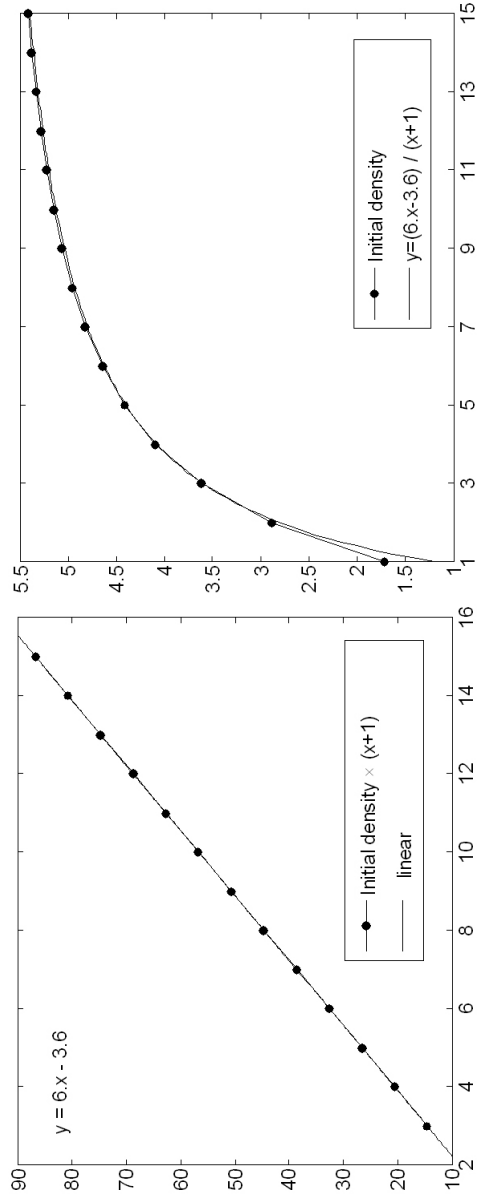 90
80
70
60
50
40
30
20
10
y = 6.x - 3.6
Initial density × (x+1)
linear
2 4 6 8 10 12 14 16
5.5
5
4.5
4
3.5
3
2.5
2
1.5
1
Initial density
y=(6.x-3.6) / (x+1)
1 3 5 7 9 11 13 15